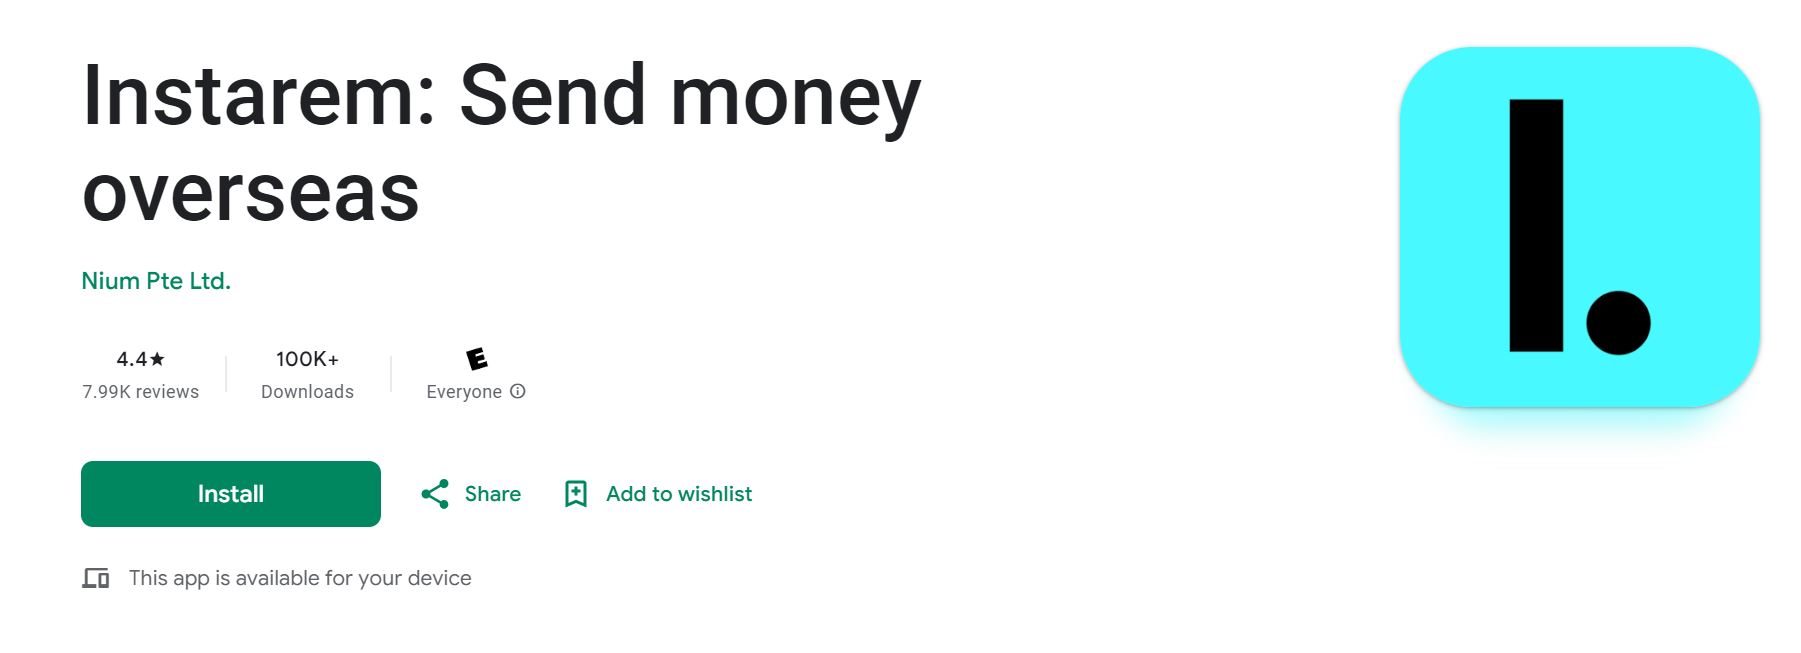 Instarem: Send money
overseas
Nium Pte Ltd.
4.4★
7.99K reviews
100K+
Downloads
E
Everyone
Install
Share
Add to wishlist
This app is available for your device
I.